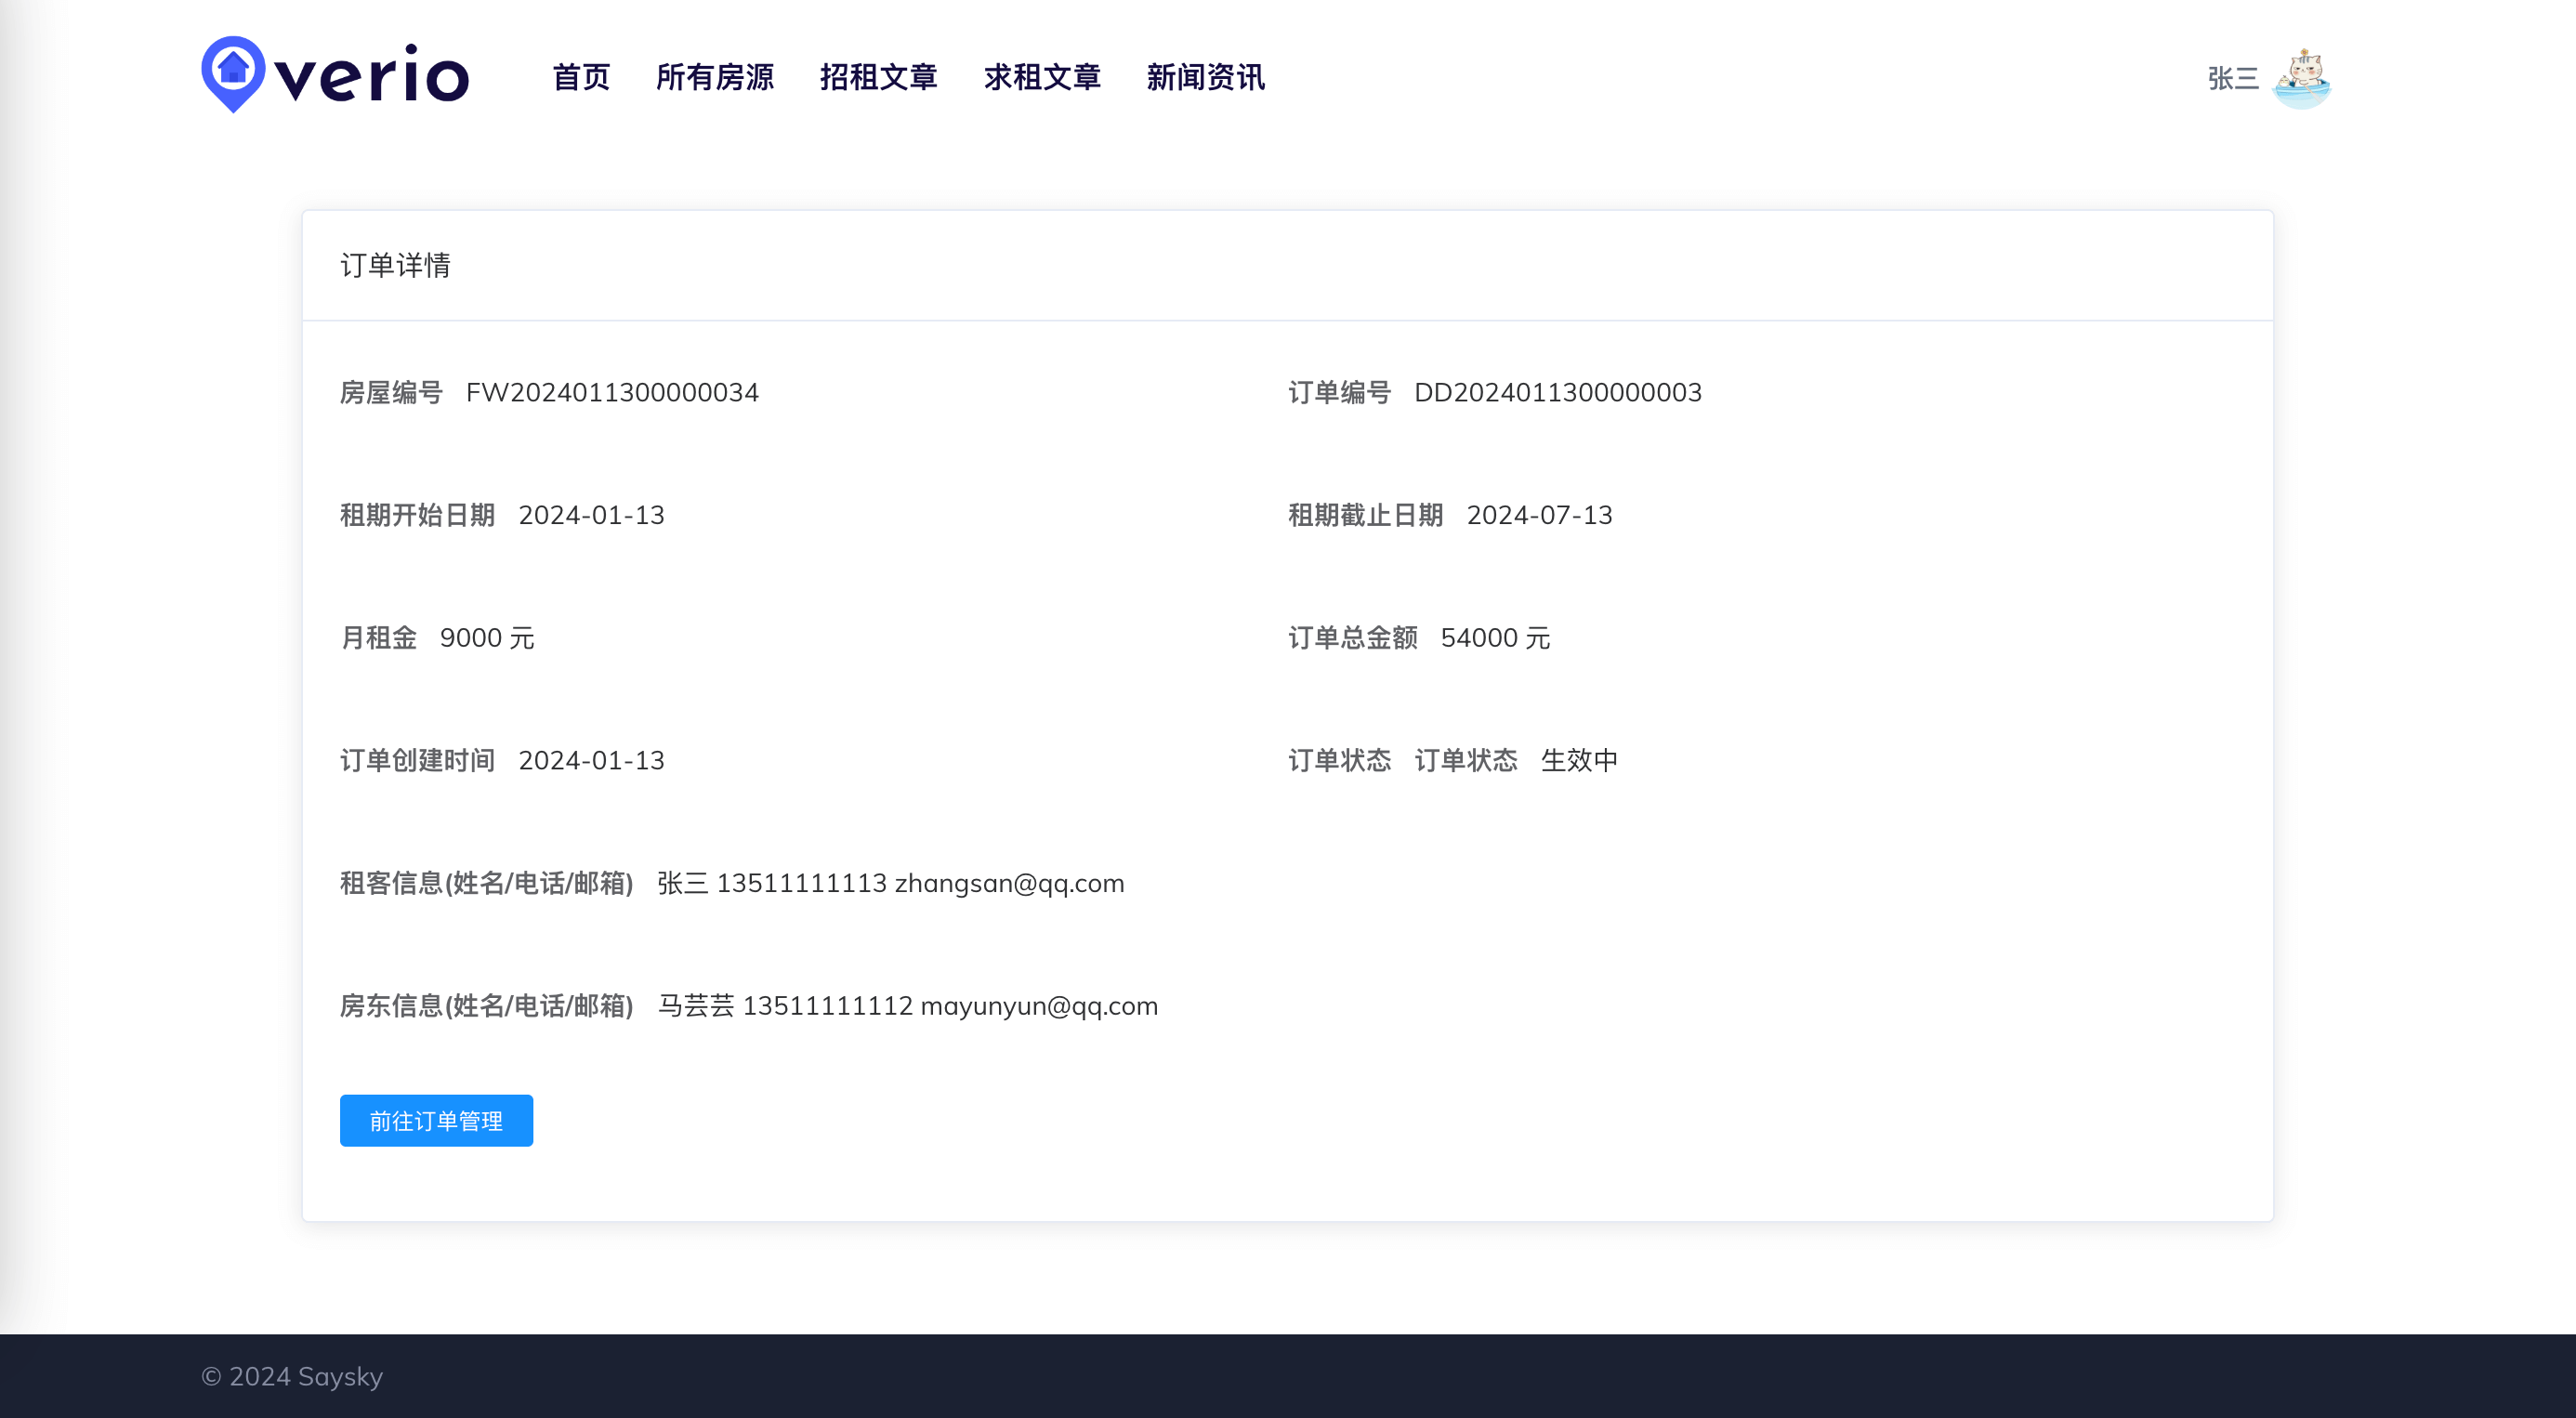 verio 首页 所有房源 招租文章 求租文章 新闻资讯 张三
订单详情
房屋编号 FW2024011300000034 订单编号 DD2024011300000003
租期开始日期 2024-01-13 租期截止日期 2024-07-13
月租金 9000 元 订单总金额 54000 元
订单创建时间 2024-01-13 订单状态 订单状态 生效中
租客信息(姓名/电话/邮箱) 张三 13511111113 zhangsan@qq.com
房东信息(姓名/电话/邮箱) 马芸芸 13511111112 mayunyun@qq.com
前往订单管理
© 2024 Saysky